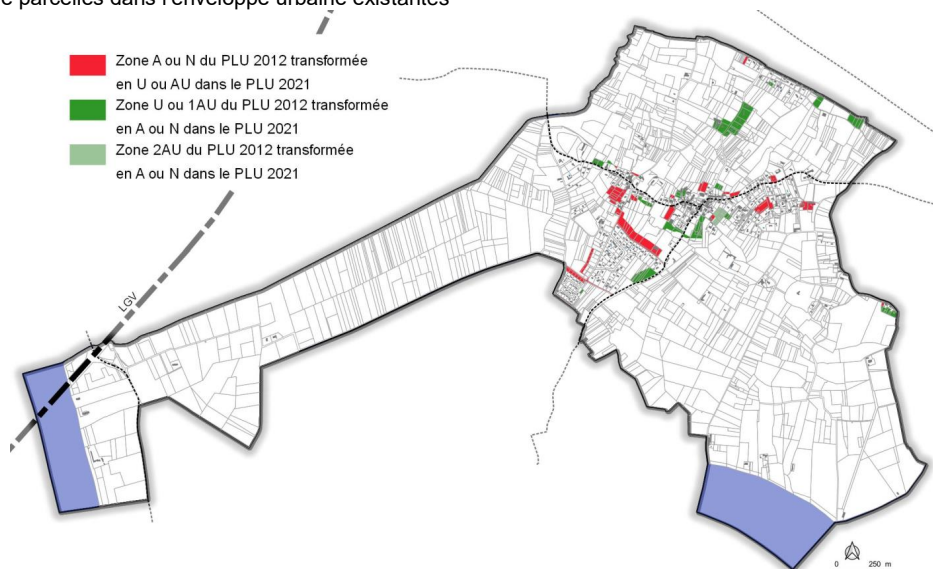 parcelles dans l'enveloppe urbaine existantes
Zone A ou N du PLU 2012 transformée
en U ou AU dans le PLU 2021
Zone U ou 1AU du PLU 2012 transformée
en A ou N dans le PLU 2021
Zone 2AU du PLU 2012 transformée
en A ou N dans le PLU 2021
LGV
0 250 m